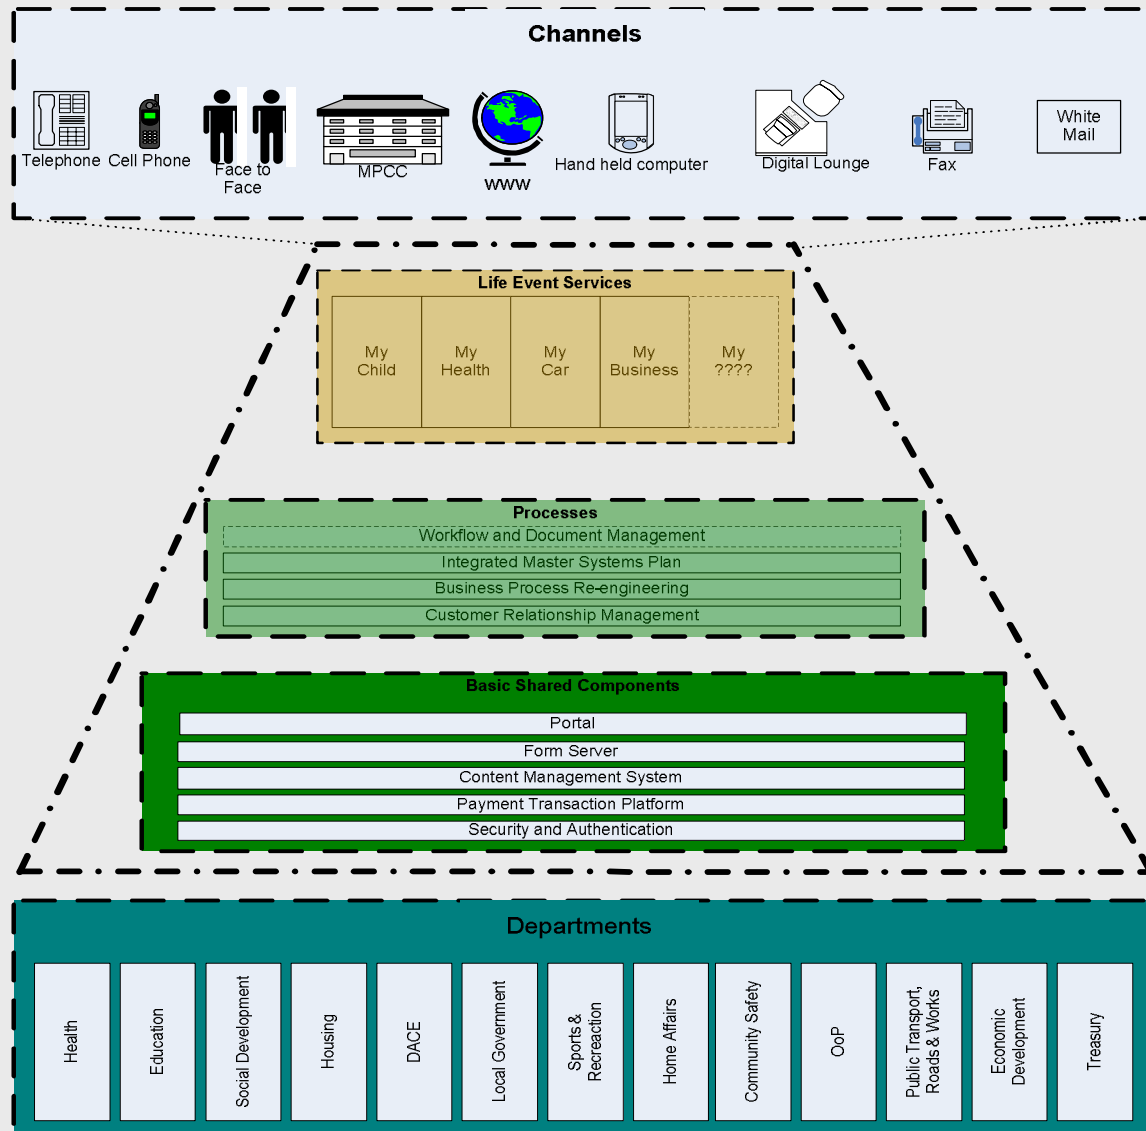 Channels
Telephone
Cell Phone
Face to
Face
MPCC
WWW
Hand held computer
Digital Lounge
Fax
White
Mail
Life Event Services
My
Child
My
Health
My
Car
My
Business
My
????
Processes
Workflow and Document Management
Integrated Master Systems Plan
Business Process Re-engineering
Customer Relationship Management
Basic Shared Components
Portal
Form Server
Content Management System
Payment Transaction Platform
Security and Authentication
Departments
Health
Education
Social Development
Housing
DACE
Local Government
Sports &
Recreaction
Home Affairs
Community Safety
OoP
Public Transport,
Roads & Works
Economic
Development
Treasury